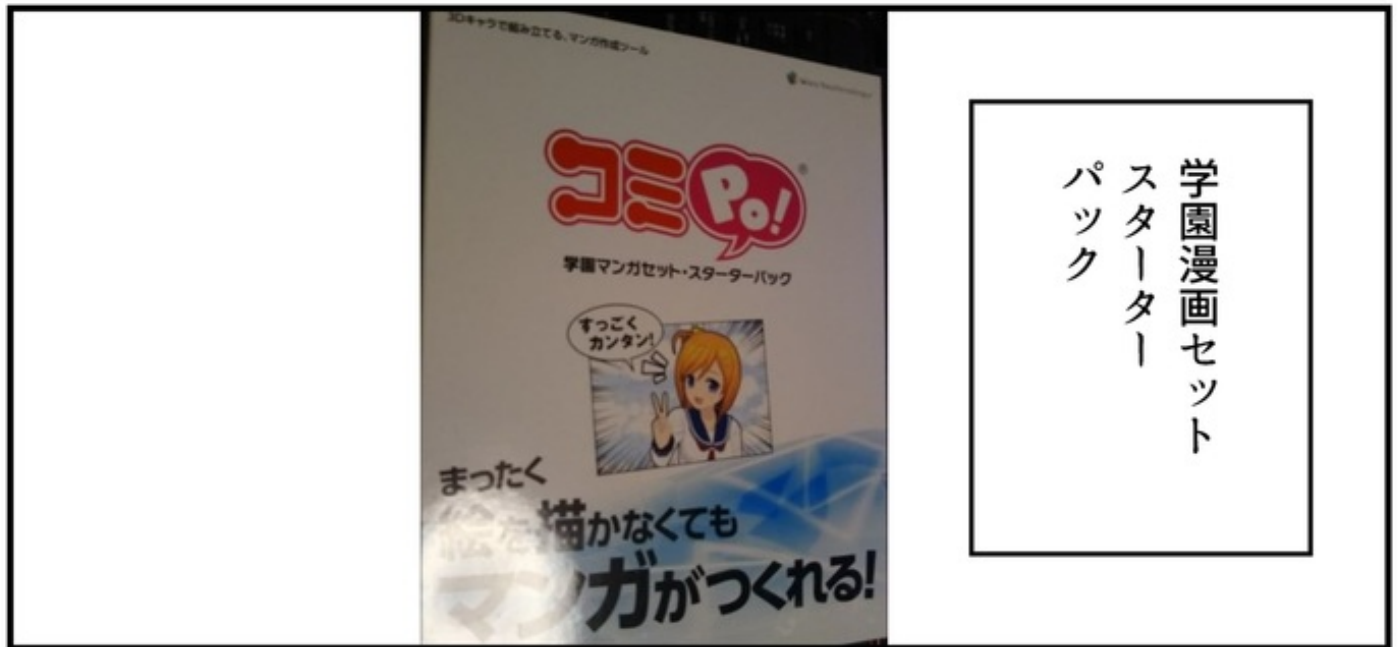 学園漫画セット
スターター
パック
3Dキャラで組み立てる、マンガ作成ツール
コミPo!
学園マンガセット・スターターパック
すっごく
カンタン!
まったく
絵を描かなくても
マンガがつくれる!